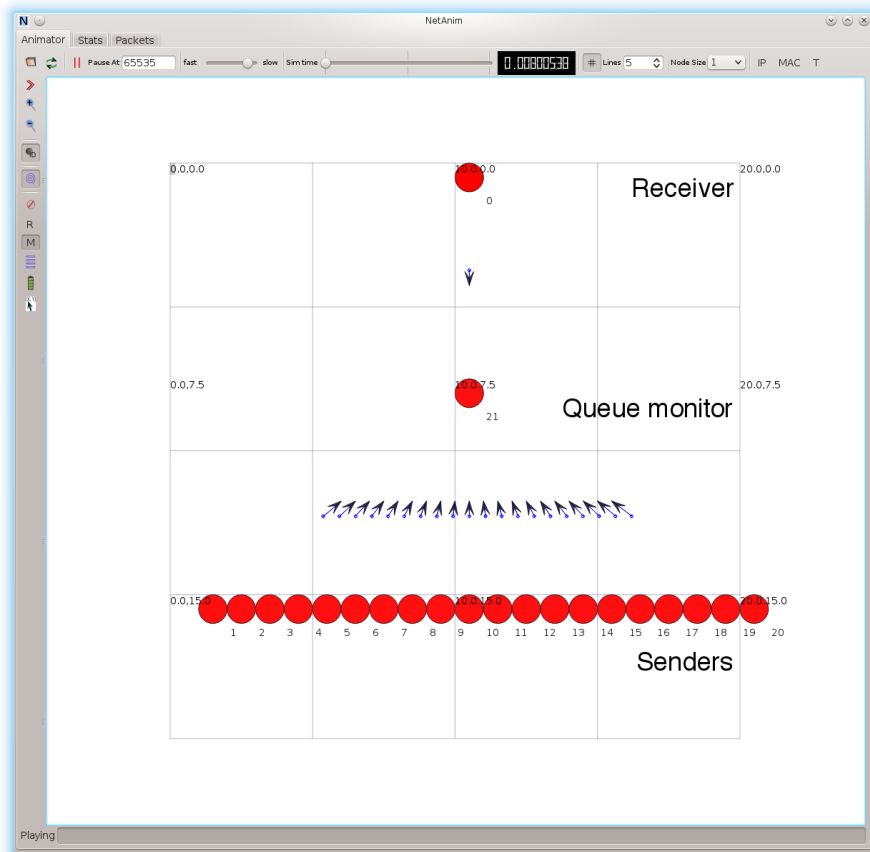 N NetAnim
Animator Stats Packets
Pause At 65535 fast slow Sim time 0.00800538 # Lines 5 Node Size 1 IP MAC T
0.0,0.0 10.0,0.0 20.0,0.0
Receiver
0
R
M
0.0,7.5 10.0,7.5 20.0,7.5
Queue monitor
21
0.0,15.0 10.0,15.0 20.0,15.0
1 2 3 4 5 6 7 8 9 10 11 12 13 14 15 16 17 18 19 20
Senders
Playing